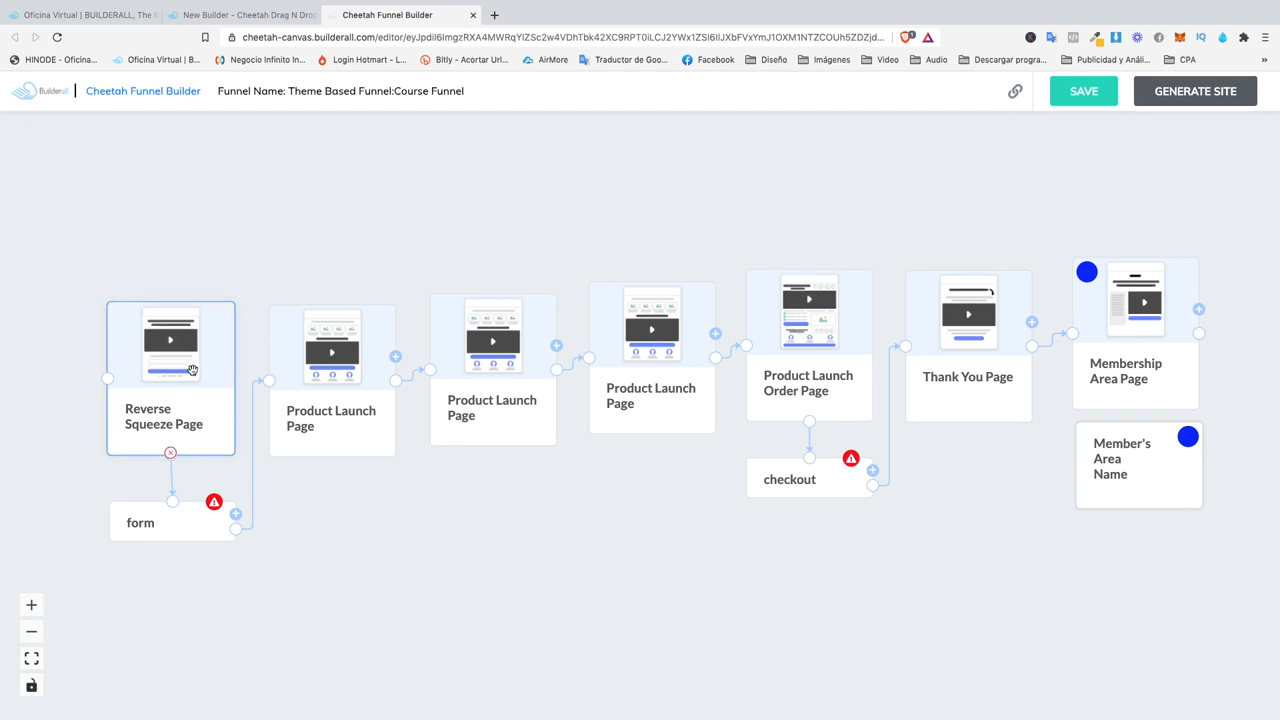 Oficina Virtual | BUILDERALL, The M
New Builder - Cheetah Drag N Drop
Cheetah Funnel Builder
cheetah-canvas.builderall.com/editor/
HINODE - Oficina...
Oficina Virtual | B...
Negocio Infinito In...
Login Hotmart - L...
Bitly - Acortar Url...
AirMore
Traductor de Goo...
Facebook
Diseño
Imágenes
Video
Audio
Descargar progra...
Publicidad y Análi...
CPA
»
Builderall
Cheetah Funnel Builder
Funnel Name: Theme Based Funnel:Course Funnel
SAVE
GENERATE SITE
Reverse
Squeeze Page
form
Product Launch
Page
Product Launch
Page
Product Launch
Page
Product Launch
Order Page
checkout
Thank You Page
Membership
Area Page
Member's
Area
Name